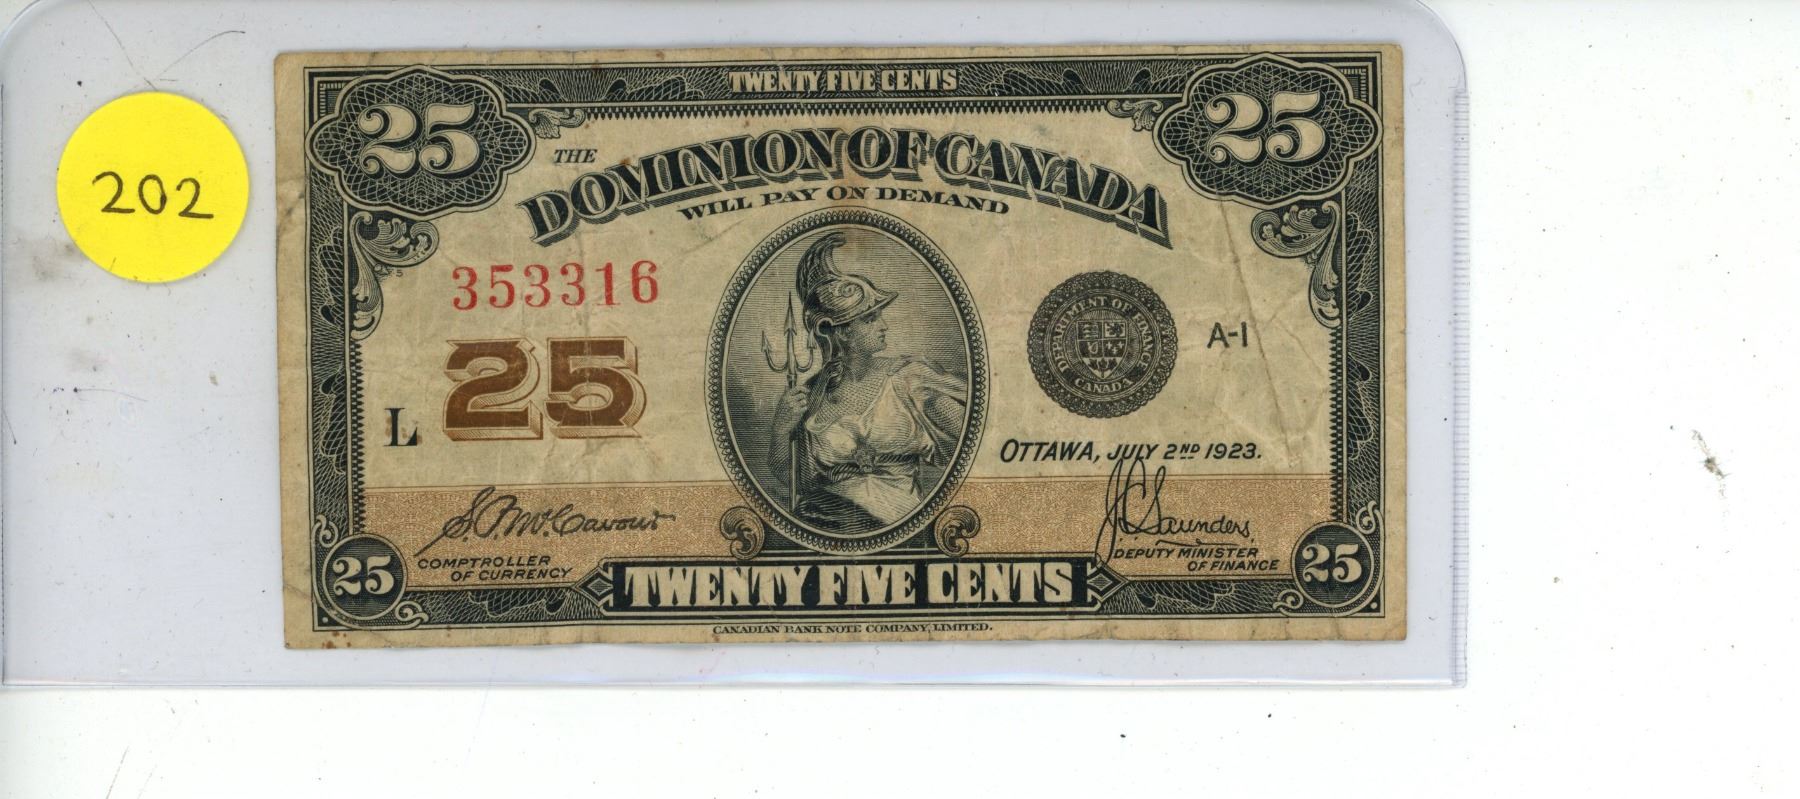 202
TWENTY FIVE CENTS
25
25
THE
DOMINION OF CANADA
WILL PAY ON DEMAND
353316
25
L
DEPARTMENT OF FINANCE
CANADA
A-1
OTTAWA, JULY 2ND 1923.
S.P. McCavour
COMPTROLLER
OF CURRENCY
J.C. Saunders
DEPUTY MINISTER
OF FINANCE
25
TWENTY FIVE CENTS
25
CANADIAN BANK NOTE COMPANY, LIMITED.